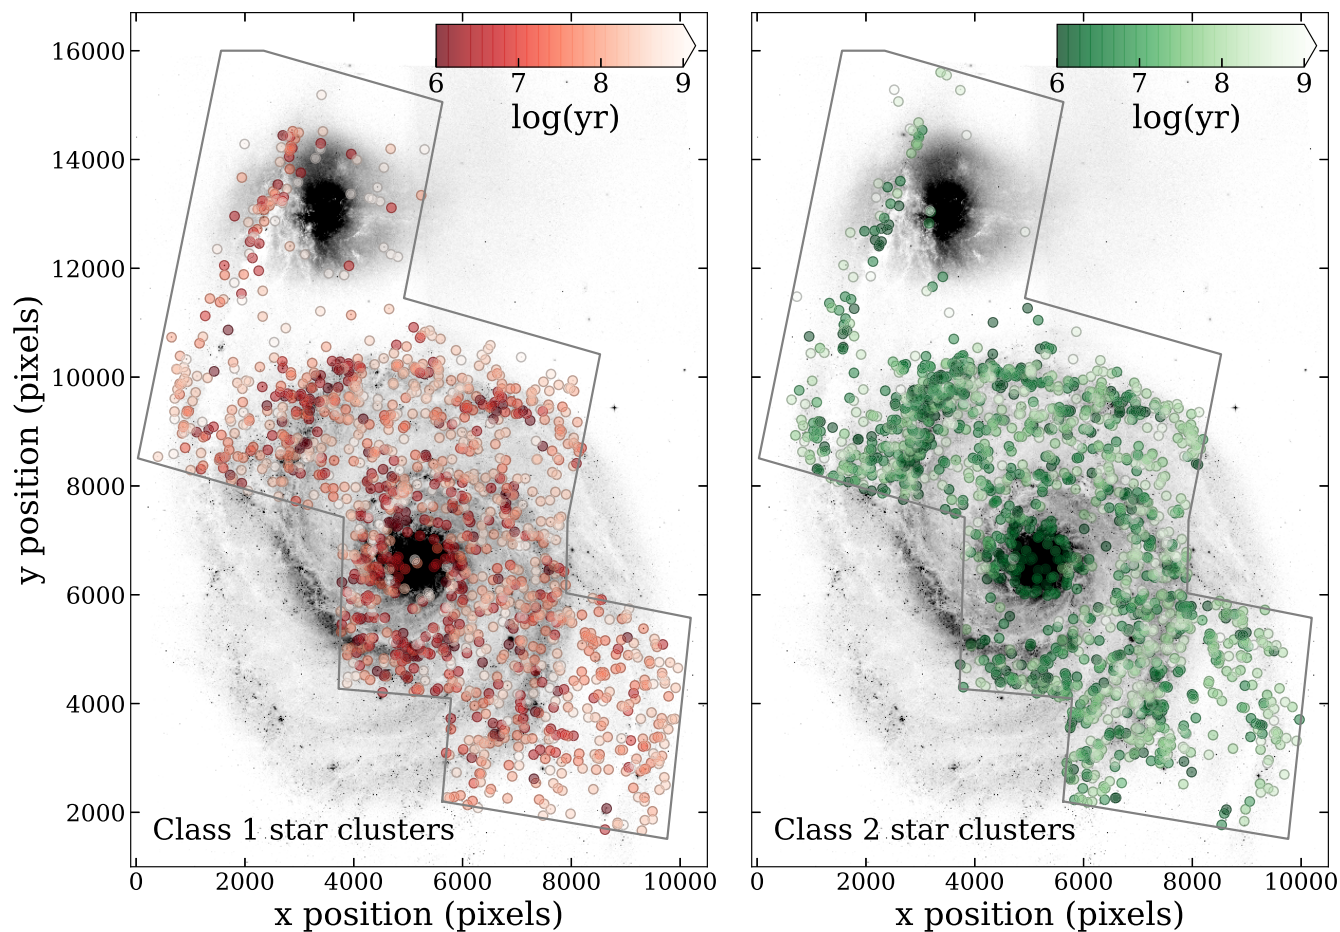 6 7 8 9
log(yr)
16000
14000
12000
10000
8000
6000
4000
2000
y position (pixels)
Class 1 star clusters
0 2000 4000 6000 8000 10000
x position (pixels)
6 7 8 9
log(yr)
Class 2 star clusters
0 2000 4000 6000 8000 10000
x position (pixels)